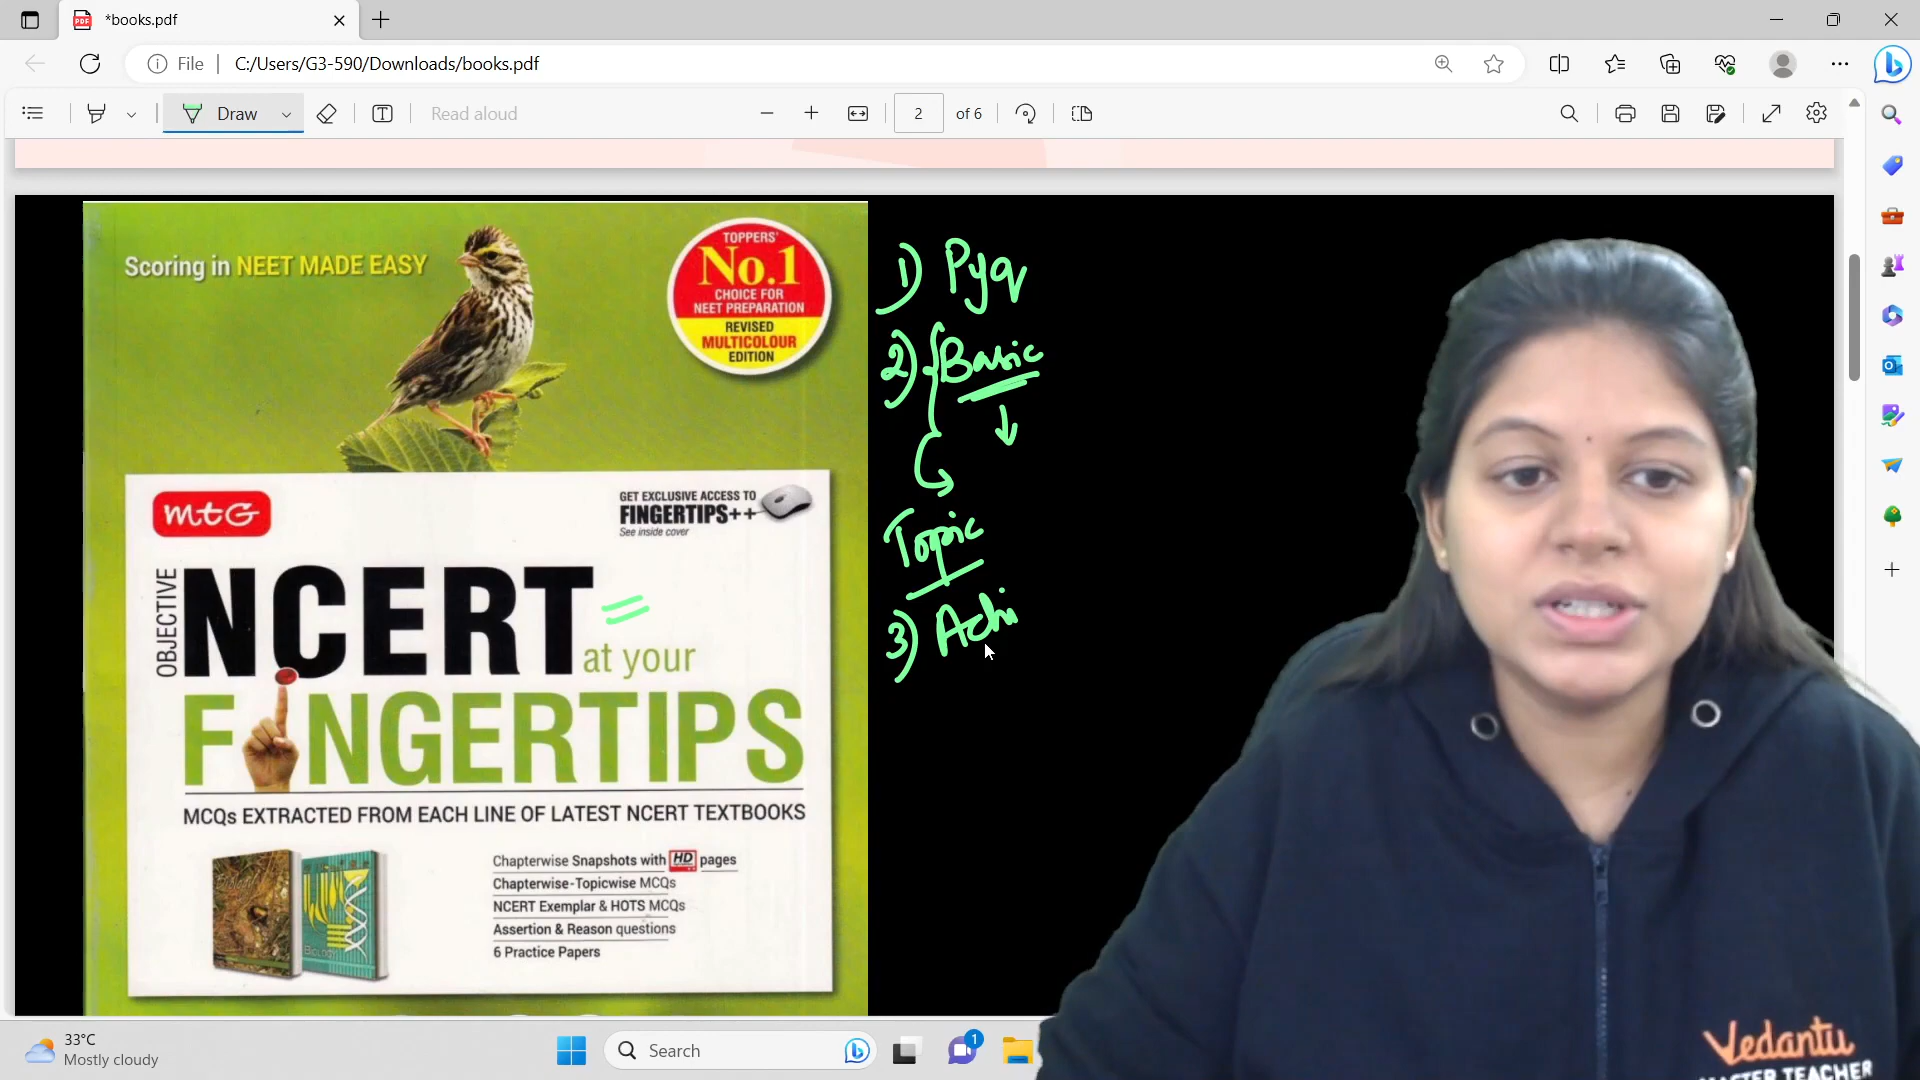 *books.pdf
File
C:/Users/G3-590/Downloads/books.pdf
Draw
Read aloud
2 of 6
Scoring in NEET MADE EASY
TOPPERS'
No.1
CHOICE FOR
NEET PREPARATION
REVISED
MULTICOLOUR
EDITION
mtG
GET EXCLUSIVE ACCESS TO
FINGERTIPS++
See inside cover
OBJECTIVE
NCERT
at your
FINGERTIPS
MCQs EXTRACTED FROM EACH LINE OF LATEST NCERT TEXTBOOKS
Chapterwise Snapshots with HD pages
Chapterwise-Topicwise MCQs
NCERT Exemplar & HOTS MCQs
Assertion & Reason questions
6 Practice Papers
1) Pyq
2) Basic
Topic
3) Achi
Vedantu
MASTER TEACHER
33°C
Mostly cloudy
Search
1